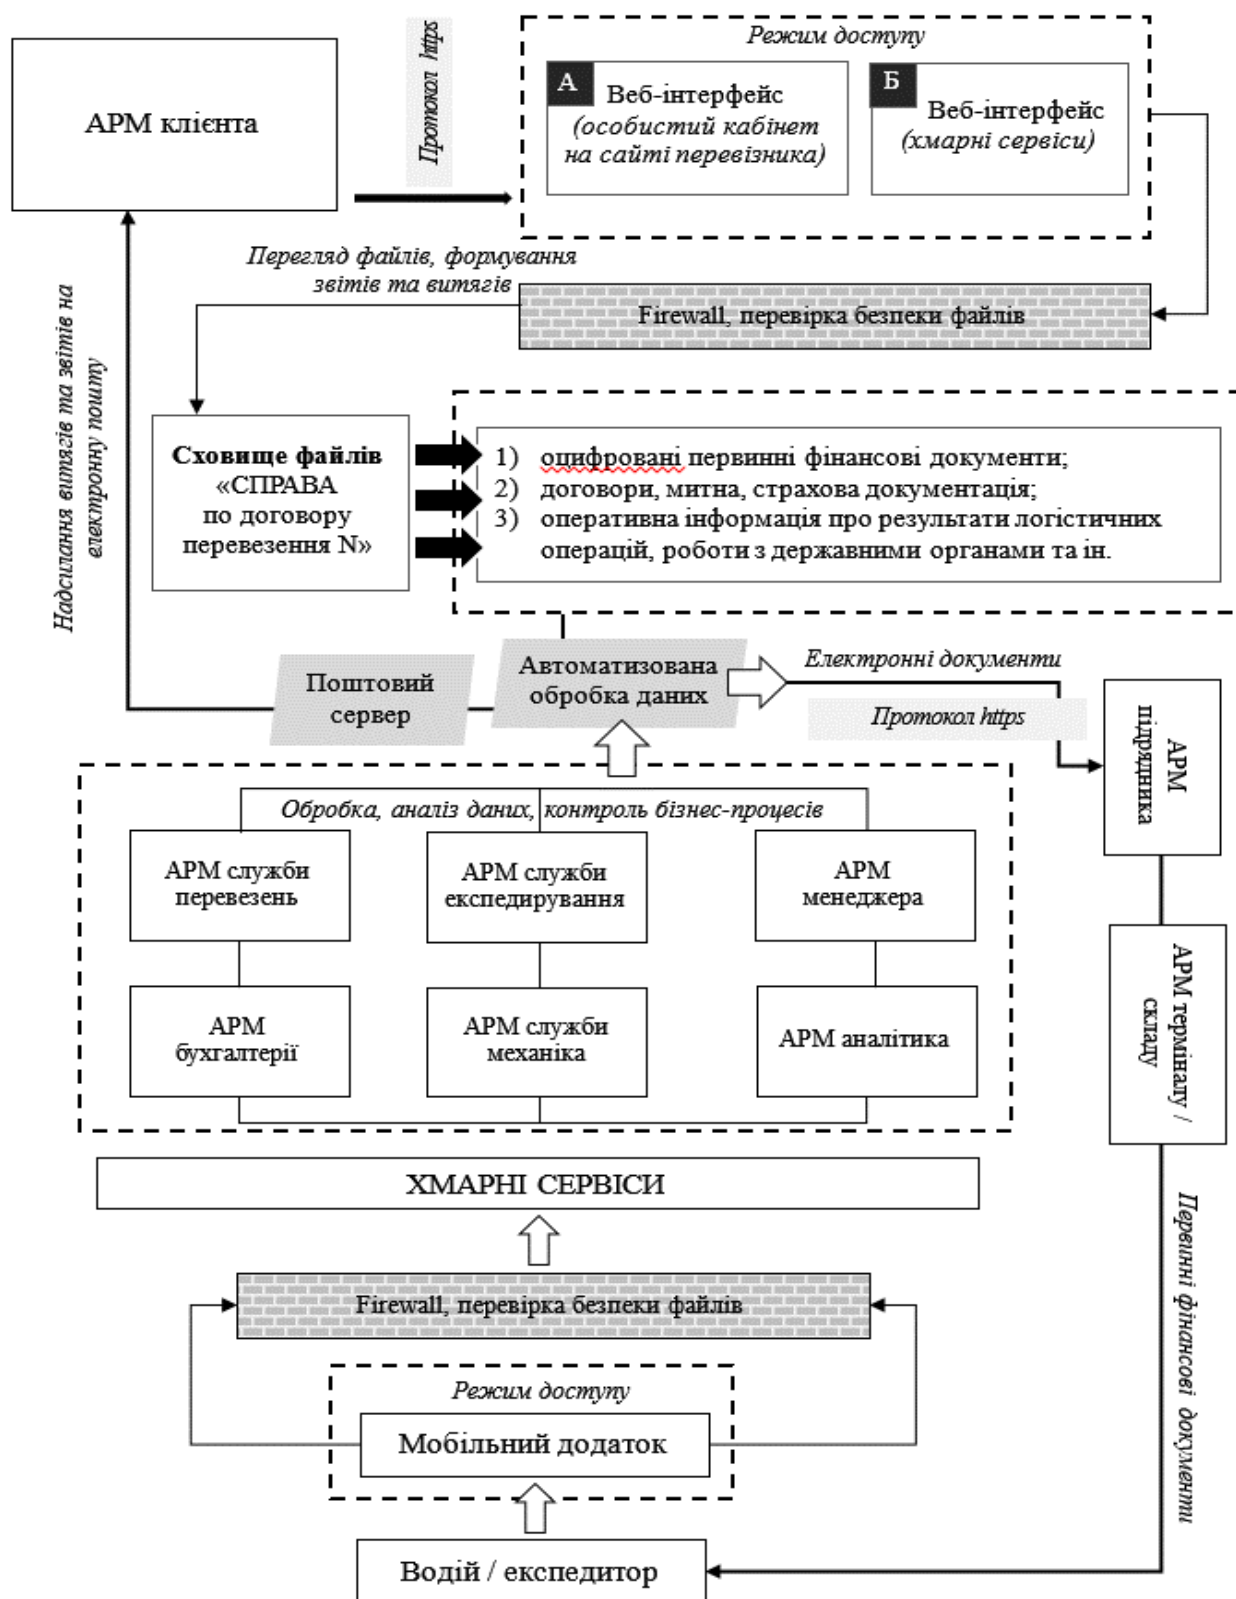 АРМ клієнта
Протокол https
Режим доступу
А
Веб-інтерфейс
(особистий кабінет
на сайті перевізника)
Б
Веб-інтерфейс
(хмарні сервіси)
Перегляд файлів, формування
звітів та витягів
Firewall, перевірка безпеки файлів
Надсилання витягів та звітів на
електронну пошту
Сховище файлів
«СПРАВА
по договору
перевезення N»
1) оцифровані первинні фінансові документи;
2) договори, митна, страхова документація;
3) оперативна інформація про результати логістичних
операцій, роботи з державними органами та ін.
Поштовий
сервер
Автоматизована
обробка даних
Електронні документи
Протокол https
АРМ
підрядника
Обробка, аналіз даних, контроль бізнес-процесів
АРМ служби
перевезень
АРМ служби
експедирування
АРМ
менеджера
АРМ
бухгалтерії
АРМ служби
механіка
АРМ аналітика
АРМ терміналу /
складу
ХМАРНІ СЕРВІСИ
Firewall, перевірка безпеки файлів
Режим доступу
Мобільний додаток
Первинні фінансові документи
Водій / експедитор